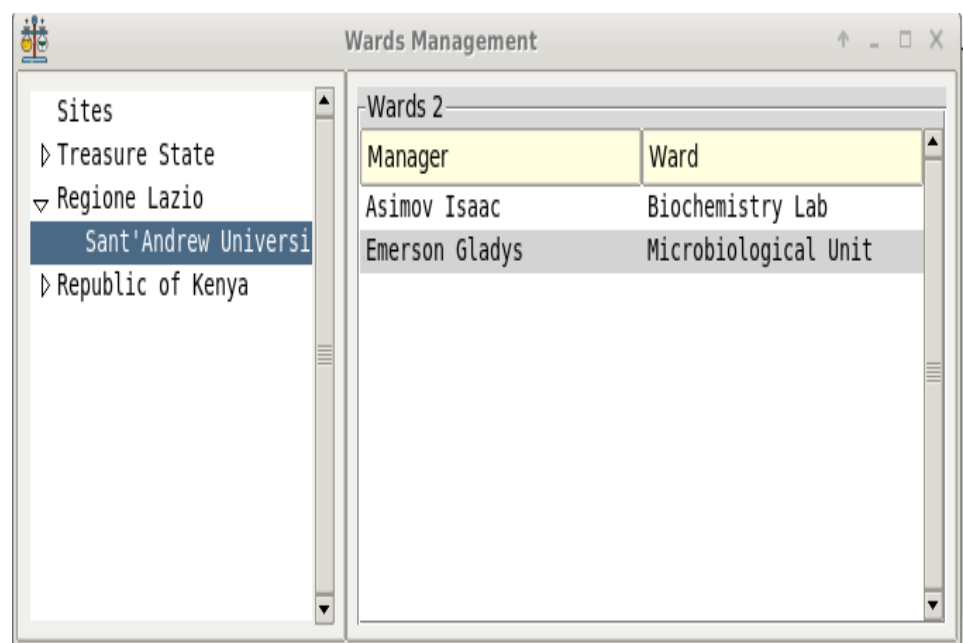 Wards Management
Sites
Treasure State
Regione Lazio
Sant'Andrew Universi
Republic of Kenya
Wards 2
Manager Ward
Asimov Isaac Biochemistry Lab
Emerson Gladys Microbiological Unit